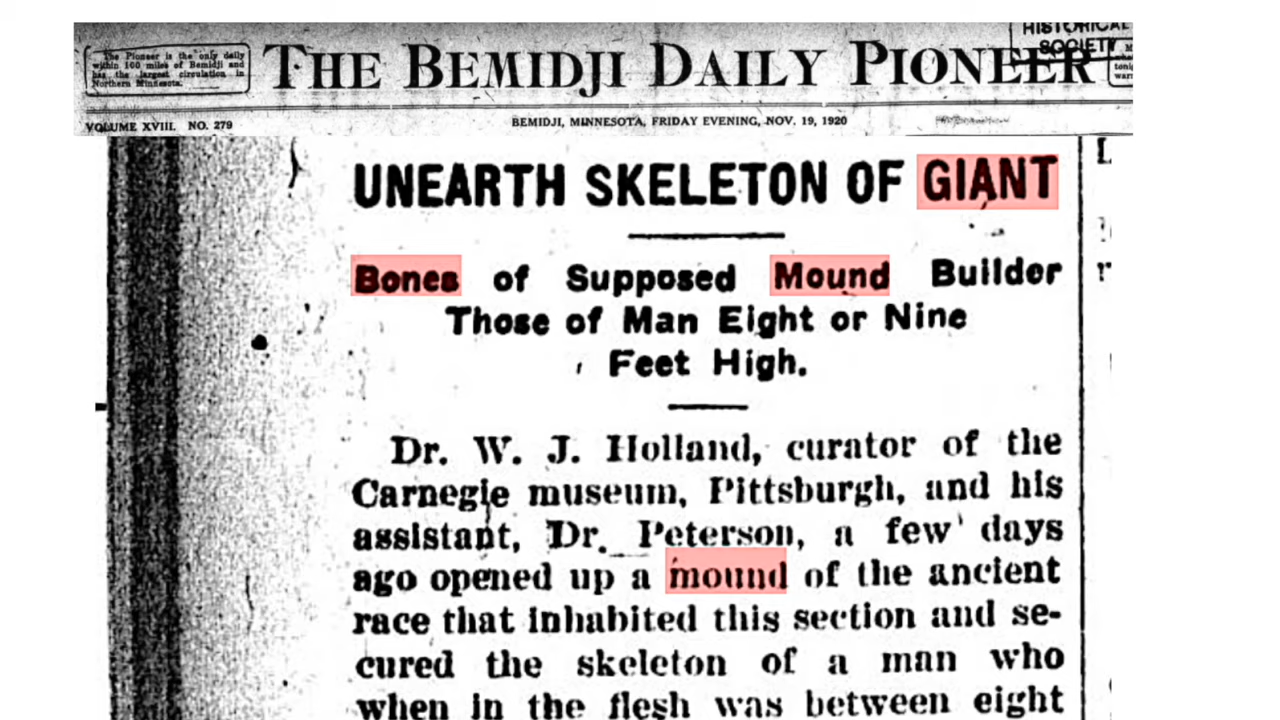 The Pioneer is the only daily
within 100 miles of Bemidji and
has the largest circulation in
Northern Minnesota.
THE BEMIDJI DAILY PIONEER
HISTORICAL
SOCIETY
VOLUME XVIII. NO. 279
BEMIDJI, MINNESOTA, FRIDAY EVENING, NOV. 19, 1920
UNEARTH SKELETON OF GIANT
Bones of Supposed Mound Builder
Those of Man Eight or Nine
Feet High.
Dr. W. J. Holland, curator of the
Carnegie museum, Pittsburgh, and his
assistant, Dr. Peterson, a few days
ago opened up a mound of the ancient
race that inhabited this section and se-
cured the skeleton of a man who
when in the flesh was between eight